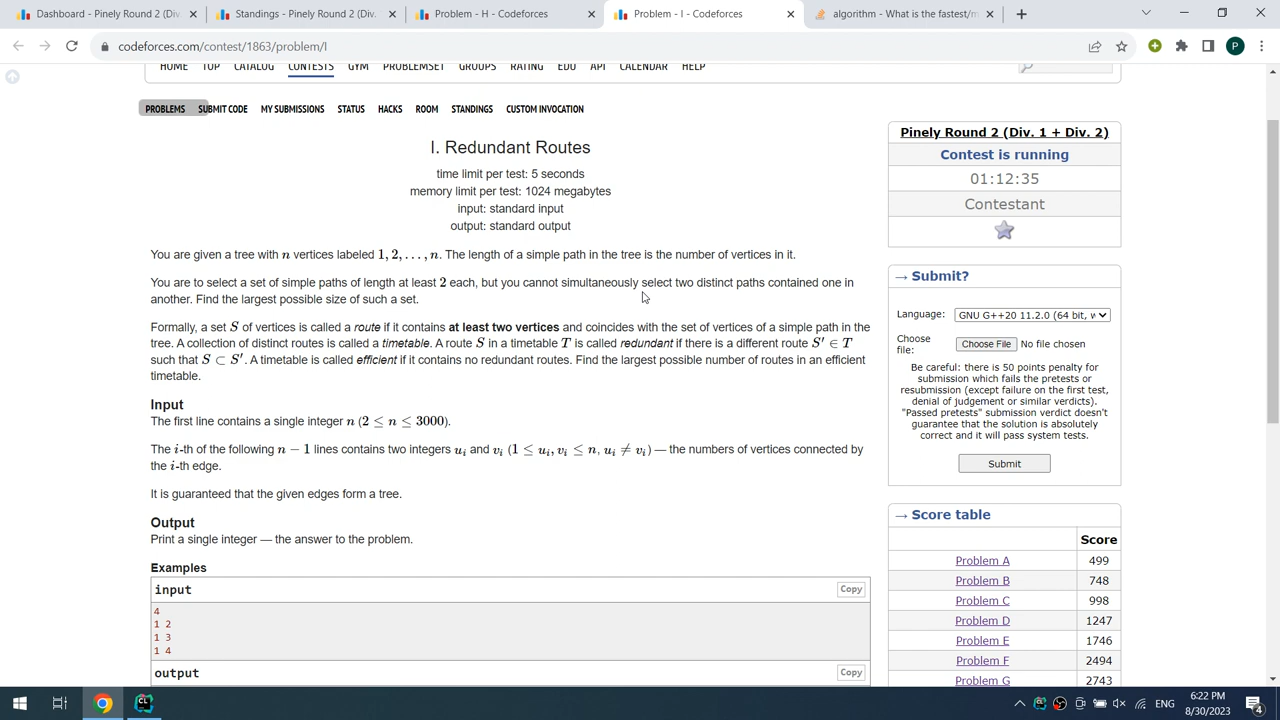 Dashboard - Pinely Round 2 (Div.
Standings - Pinely Round 2 (Div.
Problem - H - Codeforces
Problem - I - Codeforces
algorithm - What is the fastest/m
codeforces.com/contest/1863/problem/I
P
HOME TOP CATALOG CONTESTS GYM PROBLEMSET GROUPS RATING EDU API CALENDAR HELP
PROBLEMS SUBMIT CODE MY SUBMISSIONS STATUS HACKS ROOM STANDINGS CUSTOM INVOCATION
I. Redundant Routes
time limit per test: 5 seconds
memory limit per test: 1024 megabytes
input: standard input
output: standard output
You are given a tree with n vertices labeled 1, 2, . . . , n. The length of a simple path in the tree is the number of vertices in it.
You are to select a set of simple paths of length at least 2 each, but you cannot simultaneously select two distinct paths contained one in
another. Find the largest possible size of such a set.
Formally, a set S of vertices is called a route if it contains at least two vertices and coincides with the set of vertices of a simple path in the
tree. A collection of distinct routes is called a timetable. A route S in a timetable T is called redundant if there is a different route S′ ∈ T
such that S ⊂ S′. A timetable is called efficient if it contains no redundant routes. Find the largest possible number of routes in an efficient
timetable.
Input
The first line contains a single integer n (2 ≤ n ≤ 3000).
The i-th of the following n − 1 lines contains two integers uᵢ and vᵢ (1 ≤ uᵢ, vᵢ ≤ n, uᵢ ≠ vᵢ) — the numbers of vertices connected by
the i-th edge.
It is guaranteed that the given edges form a tree.
Output
Print a single integer — the answer to the problem.
Examples
input
Copy
4
1 2
1 3
1 4
output
Copy
Pinely Round 2 (Div. 1 + Div. 2)
Contest is running
01:12:35
Contestant
→ Submit?
Language: GNU G++20 11.2.0 (64 bit, w
Choose file: Choose File No file chosen
Be careful: there is 50 points penalty for
submission which fails the pretests or
resubmission (except failure on the first test,
denial of judgement or similar verdicts).
"Passed pretests" submission verdict doesn't
guarantee that the solution is absolutely
correct and it will pass system tests.
Submit
→ Score table
Score
Problem A 499
Problem B 748
Problem C 998
Problem D 1247
Problem E 1746
Problem F 2494
Problem G 2743
CL
ENG
6:22 PM
8/30/2023
4